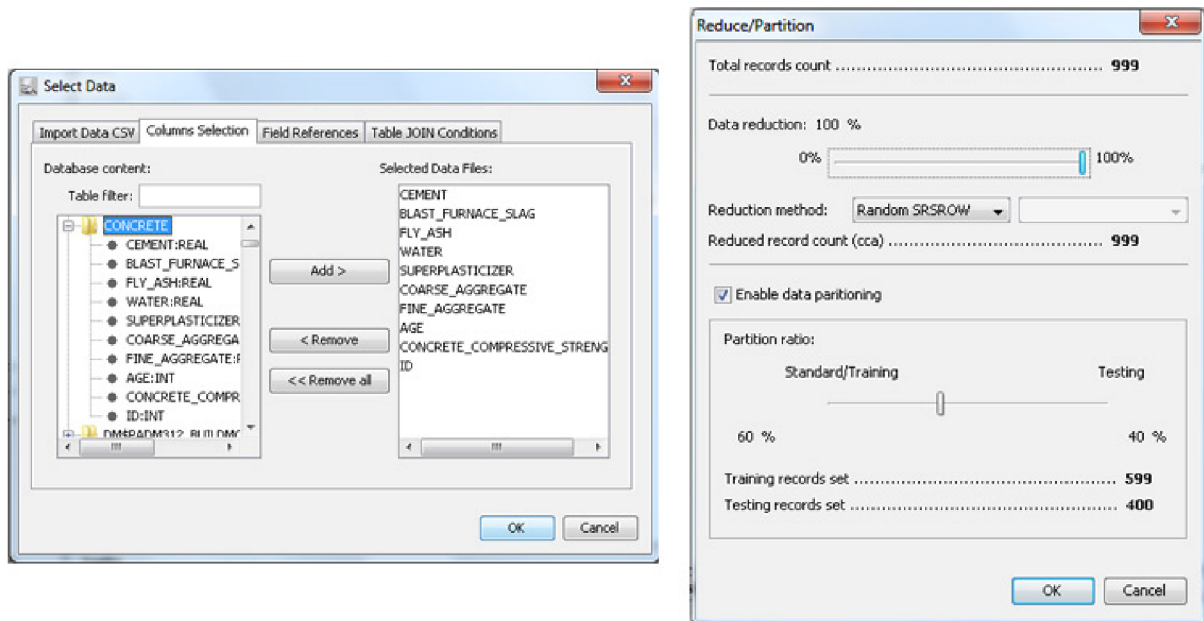 Select Data
Import Data CSV Columns Selection Field References Table JOIN Conditions
Database content:
Table filter:
CONCRETE
CEMENT:REAL
BLAST_FURNACE_S
FLY_ASH:REAL
WATER:REAL
SUPERPLASTICIZER
COARSE_AGGREGA
FINE_AGGREGATE:F
AGE:INT
CONCRETE_COMPR
ID:INT
Add >
< Remove
<< Remove all
Selected Data Files:
CEMENT
BLAST_FURNACE_SLAG
FLY_ASH
WATER
SUPERPLASTICIZER
COARSE_AGGREGATE
FINE_AGGREGATE
AGE
CONCRETE_COMPRESSIVE_STRENG
ID
OK Cancel
Reduce/Partition
Total records count ........................................................ 999
Data reduction: 100 %
0% 100%
Reduction method: Random SRSROW
Reduced record count (cca) ............................................ 999
Enable data paritioning
Partition ratio:
Standard/Training Testing
60 % 40 %
Training records set ........................................................ 599
Testing records set ........................................................ 400
OK Cancel